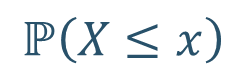 ℙ(𝑋 ≤ 𝑥)